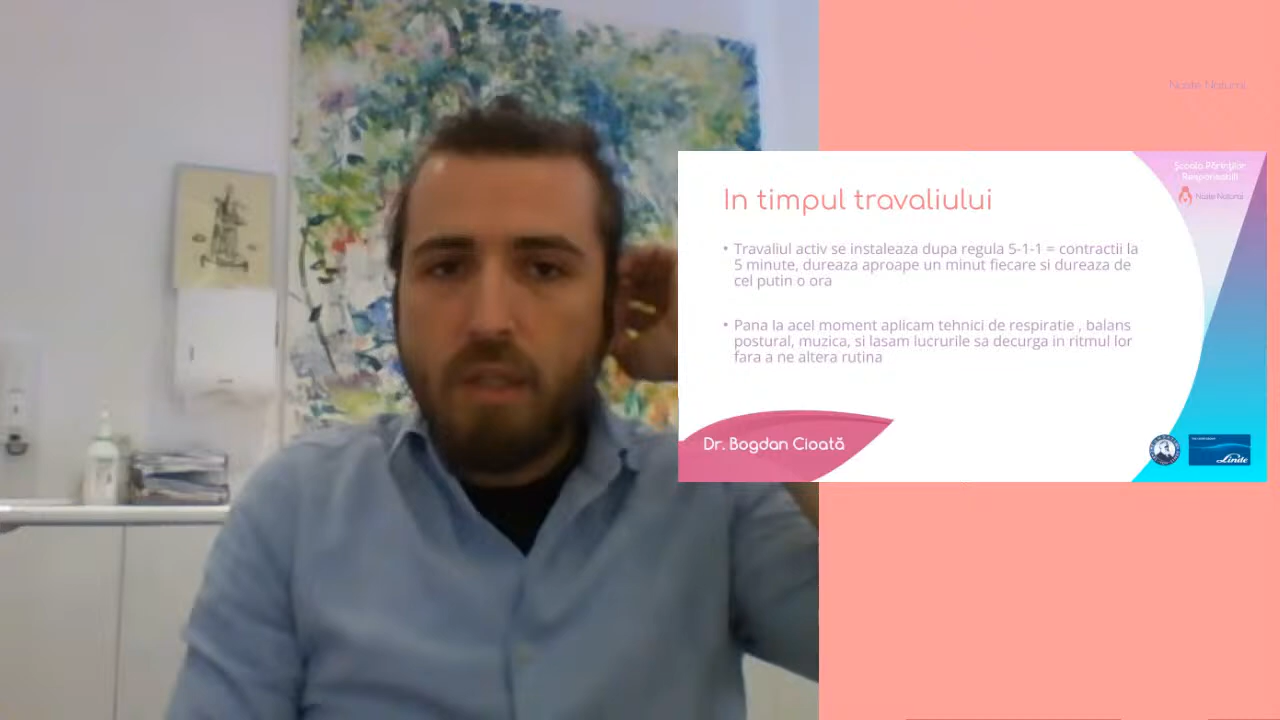 Noate Natural
Școala Părinților
Responsabili
Noate Natural
In timpul travaliului
• Travaliul activ se instaleaza dupa regula 5-1-1 = contractii la
5 minute, dureaza aproape un minut fiecare si dureaza de
cel putin o ora
• Pana la acel moment aplicam tehnici de respiratie , balans
postural, muzica, si lasam lucrurile sa decurga in ritmul lor
fara a ne altera rutina
Dr. Bogdan Cioată
Linde